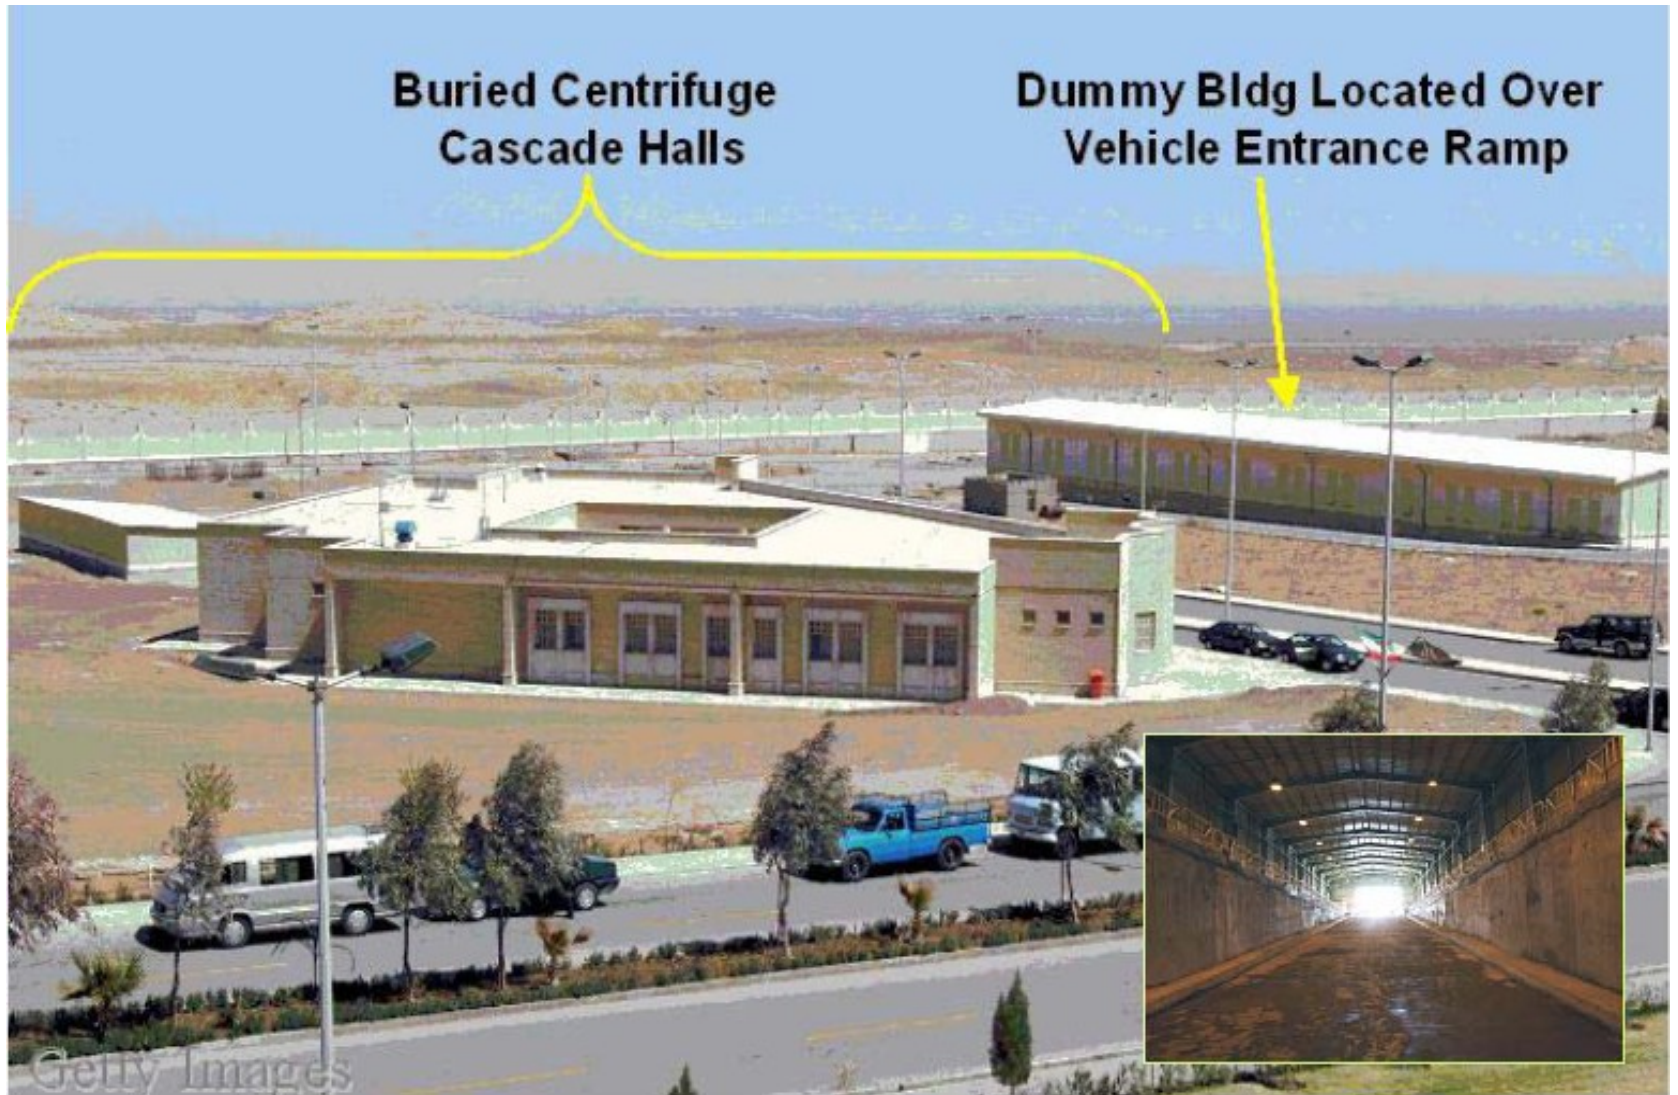 Buried Centrifuge
Cascade Halls
Dummy Bldg Located Over
Vehicle Entrance Ramp
Getty Images